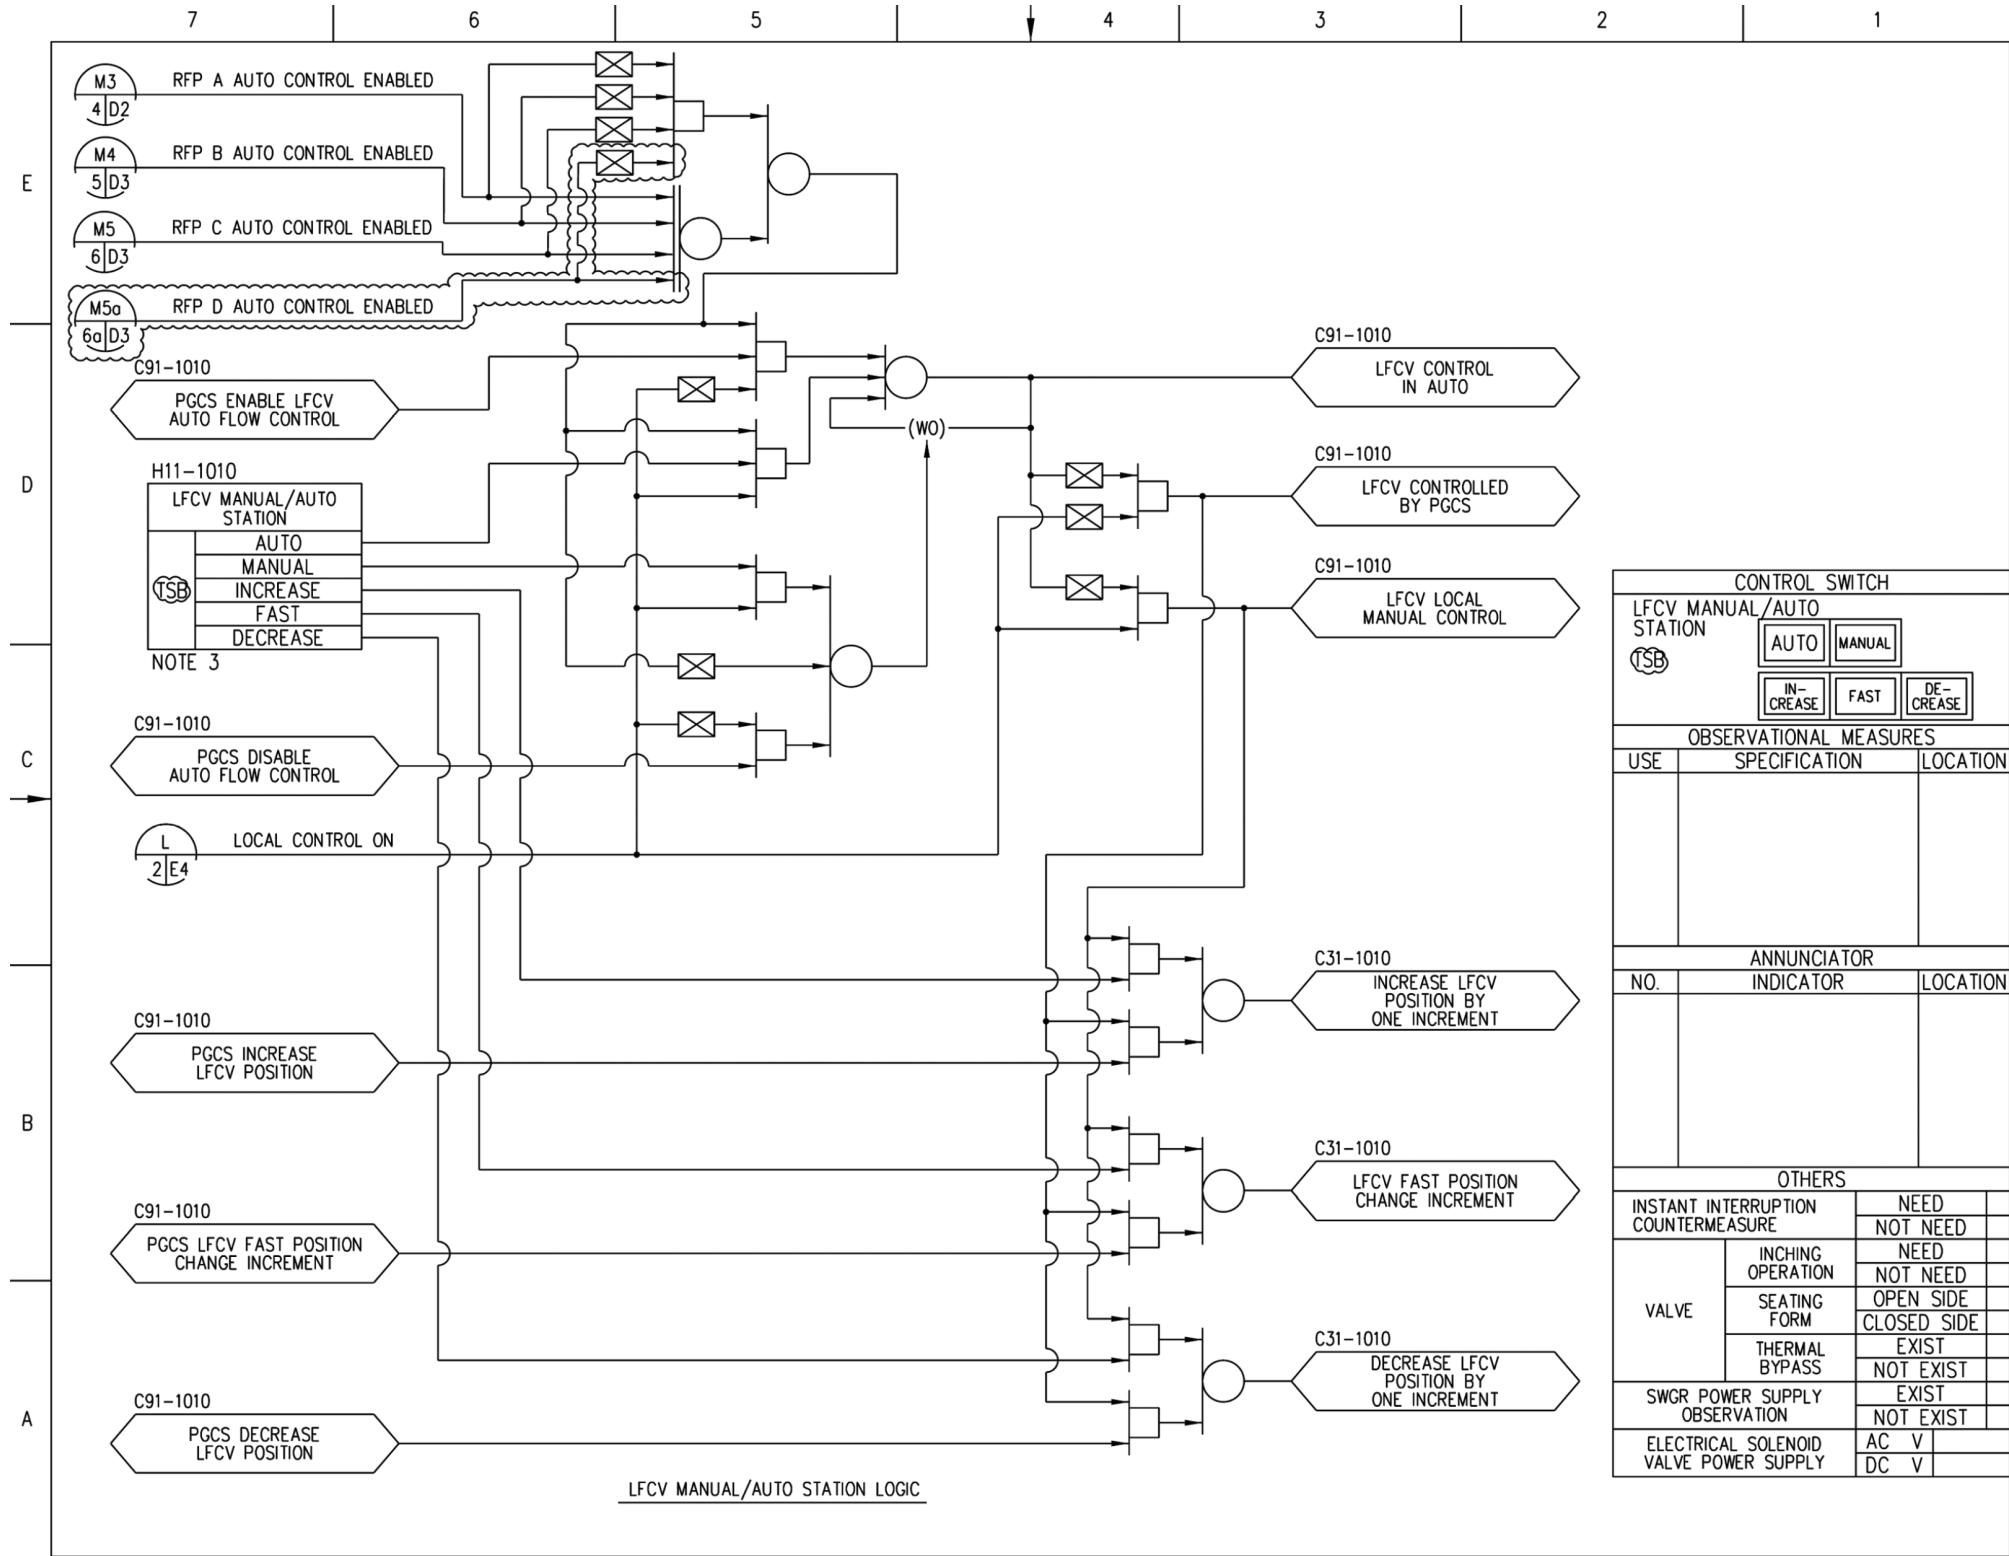 7 6 5 4 3 2 1
E
D
C
B
A
M3
4 D2
RFP A AUTO CONTROL ENABLED
M4
5 D3
RFP B AUTO CONTROL ENABLED
M5
6 D3
RFP C AUTO CONTROL ENABLED
M5a
6a D3
RFP D AUTO CONTROL ENABLED
C91-1010
PGCS ENABLE LFCV
AUTO FLOW CONTROL
H11-1010
LFCV MANUAL/AUTO
STATION
TSB
AUTO
MANUAL
INCREASE
FAST
DECREASE
NOTE 3
C91-1010
PGCS DISABLE
AUTO FLOW CONTROL
L
2 E4
LOCAL CONTROL ON
C91-1010
PGCS INCREASE
LFCV POSITION
C91-1010
PGCS LFCV FAST POSITION
CHANGE INCREMENT
C91-1010
PGCS DECREASE
LFCV POSITION
(WO)
C91-1010
LFCV CONTROL
IN AUTO
C91-1010
LFCV CONTROLLED
BY PGCS
C91-1010
LFCV LOCAL
MANUAL CONTROL
C31-1010
INCREASE LFCV
POSITION BY
ONE INCREMENT
C31-1010
LFCV FAST POSITION
CHANGE INCREMENT
C31-1010
DECREASE LFCV
POSITION BY
ONE INCREMENT
LFCV MANUAL/AUTO STATION LOGIC
CONTROL SWITCH
LFCV MANUAL/AUTO
STATION
TSB
AUTO MANUAL
IN-
CREASE
FAST
DE-
CREASE
OBSERVATIONAL MEASURES
USE SPECIFICATION LOCATION
ANNUNCIATOR
NO. INDICATOR LOCATION
OTHERS
INSTANT INTERRUPTION
COUNTERMEASURE
NEED
NOT NEED
VALVE
INCHING
OPERATION
NEED
NOT NEED
SEATING
FORM
OPEN SIDE
CLOSED SIDE
THERMAL
BYPASS
EXIST
NOT EXIST
SWGR POWER SUPPLY
OBSERVATION
EXIST
NOT EXIST
ELECTRICAL SOLENOID
VALVE POWER SUPPLY
AC V
DC V